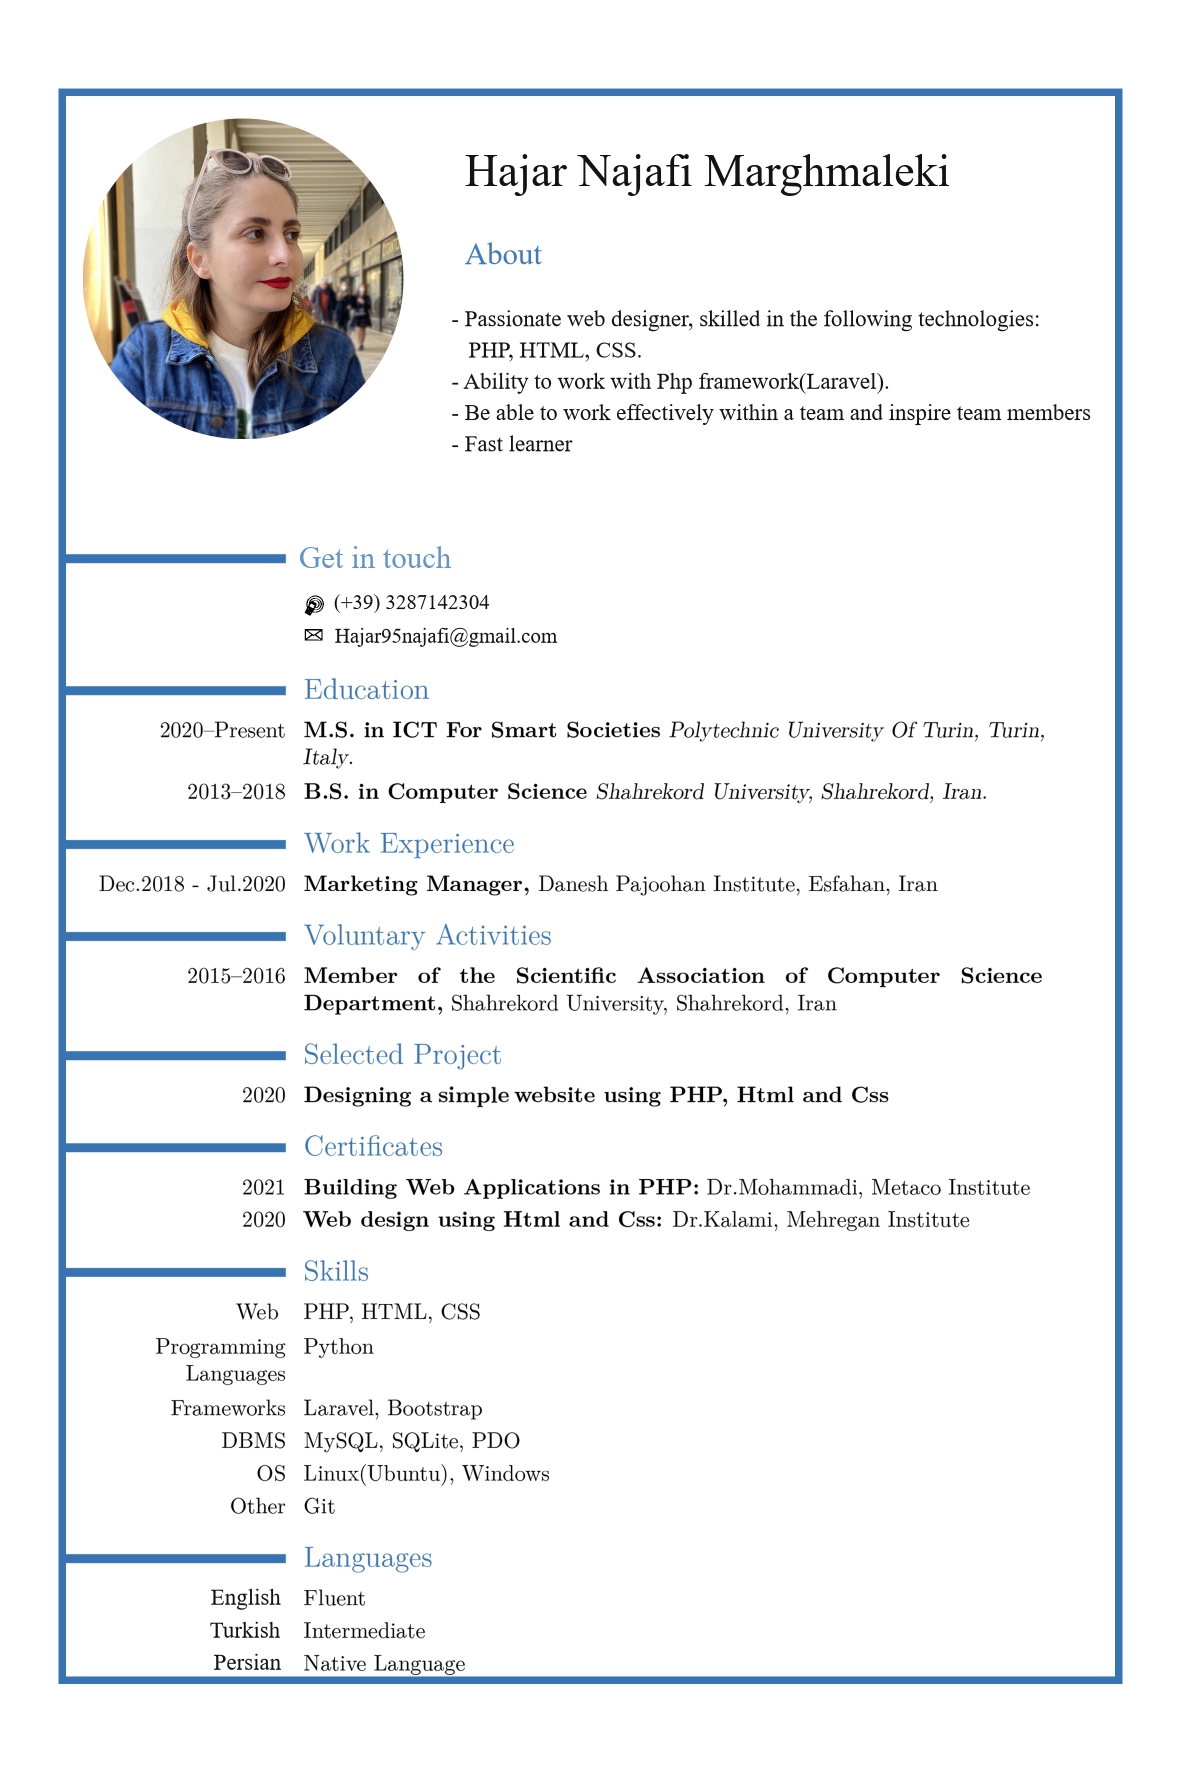 Hajar Najafi Marghmaleki
About
- Passionate web designer, skilled in the following technologies:
PHP, HTML, CSS.
- Ability to work with Php framework(Laravel).
- Be able to work effectively within a team and inspire team members
- Fast learner
Get in touch
(+39) 3287142304
Hajar95najafi@gmail.com
Education
2020–Present M.S. in ICT For Smart Societies Polytechnic University Of Turin, Turin,
Italy.
2013–2018 B.S. in Computer Science Shahrekord University, Shahrekord, Iran.
Work Experience
Dec.2018 - Jul.2020 Marketing Manager, Danesh Pajoohan Institute, Esfahan, Iran
Voluntary Activities
2015–2016 Member of the Scientific Association of Computer Science
Department, Shahrekord University, Shahrekord, Iran
Selected Project
2020 Designing a simple website using PHP, Html and Css
Certificates
2021 Building Web Applications in PHP: Dr.Mohammadi, Metaco Institute
2020 Web design using Html and Css: Dr.Kalami, Mehregan Institute
Skills
Web PHP, HTML, CSS
Programming Python
Languages
Frameworks Laravel, Bootstrap
DBMS MySQL, SQLite, PDO
OS Linux(Ubuntu), Windows
Other Git
Languages
English Fluent
Turkish Intermediate
Persian Native Language